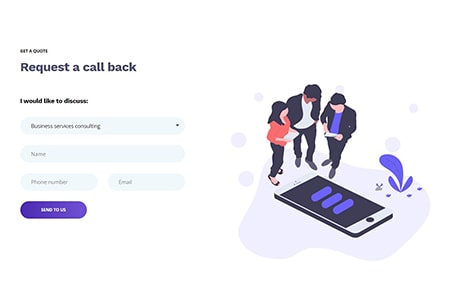 GET A QUOTE
Request a call back
I would like to discuss:
Business services consulting
Name
Phone number
Email
SEND TO US